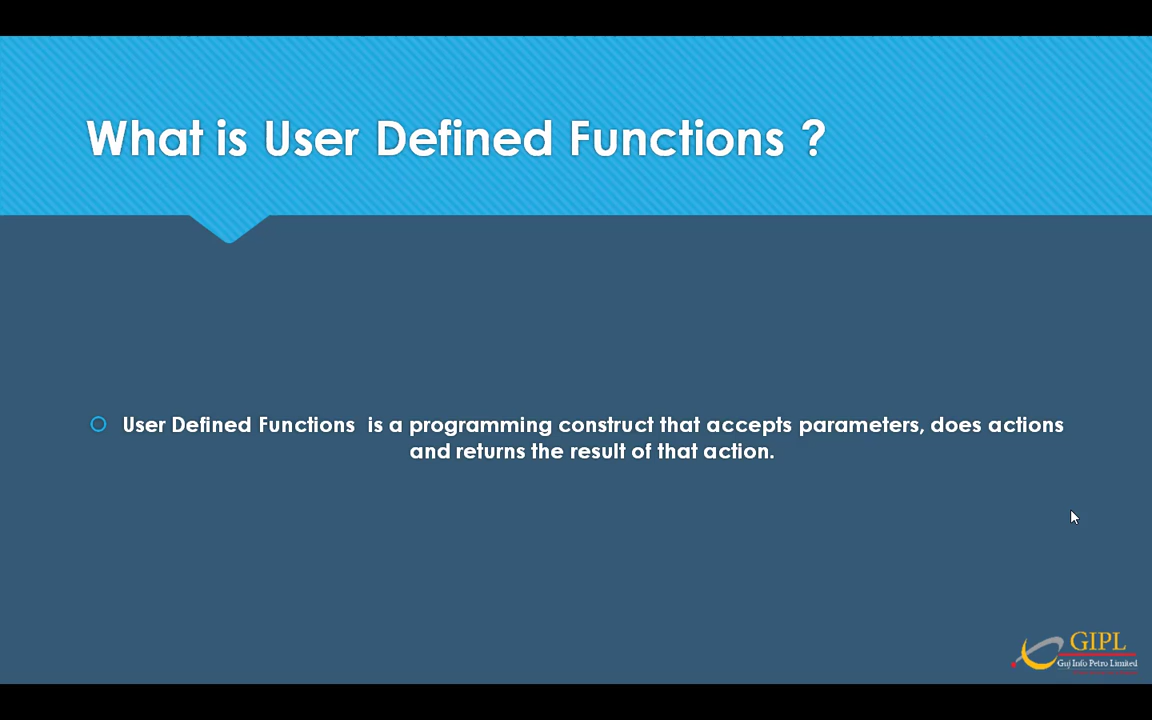 What is User Defined Functions ?
User Defined Functions is a programming construct that accepts parameters, does actions
and returns the result of that action.
GIPL
Guj Info Petro Limited